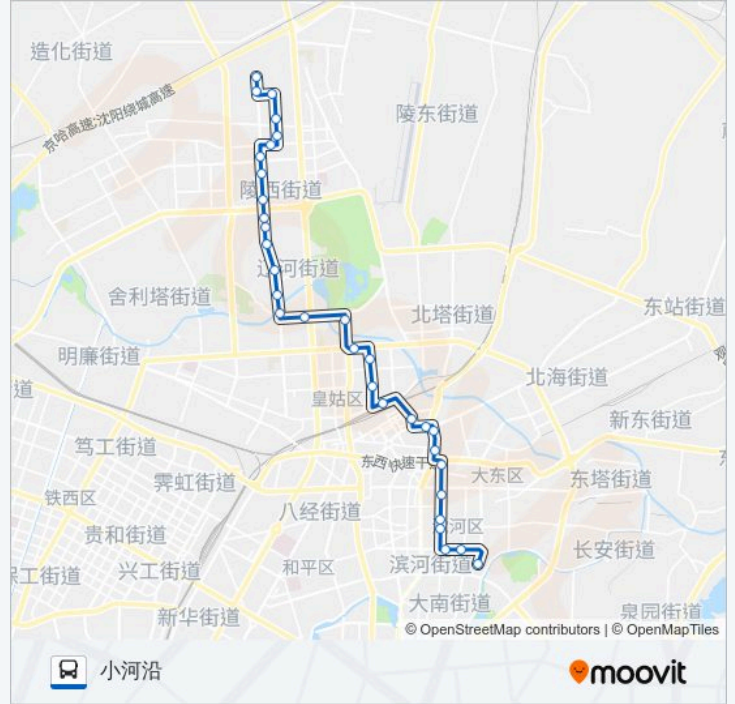 造化街道
京哈高速;沈阳绕城高速
陵东街道
陵西街道
辽河街道
舍利塔街道
北塔街道
东站街道
明廉街道
北海街道
道
皇姑区
新东街道
笃工街道
东西快速干
大东区
东塔街道
霁虹街道
铁西区
八经街道
河区
贵和街道
长安街道
保工街道
兴工街道
和平区
滨河街道
大南街道
新华街道
泉园街道
© OpenStreetMap contributors | © OpenMapTiles
小河沿
moovit